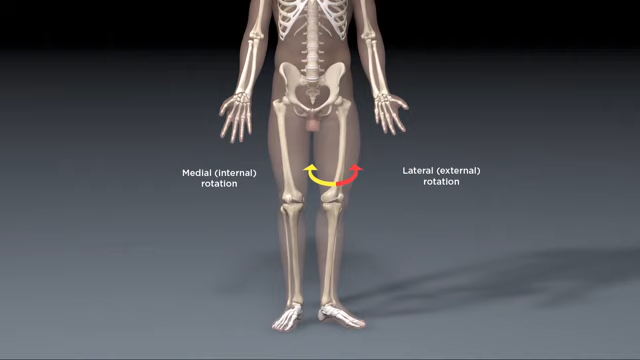 Medial (internal)
rotation
Lateral (external)
rotation